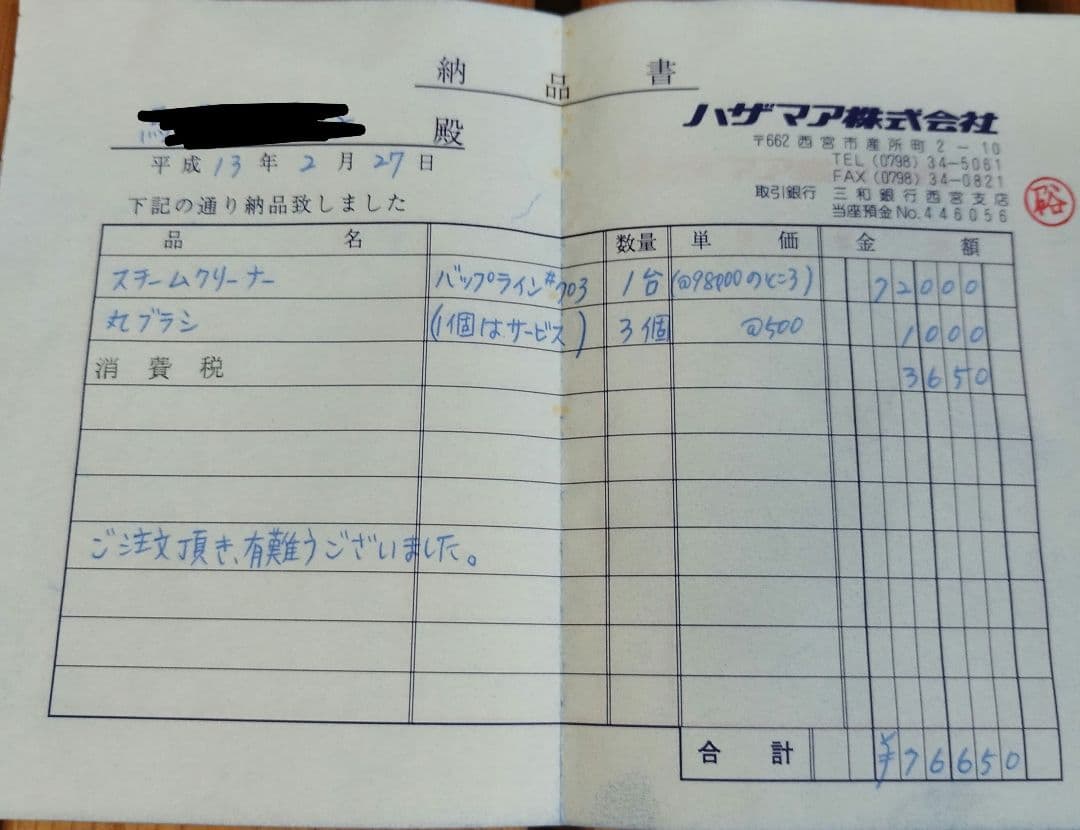 納品書
殿
平成13年2月27日
下記の通り納品致しました
ハザマア株式会社
〒662 西宮市産所町2-10
TEL (0798) 34-5061
FAX (0798) 34-0821
取引銀行 三和銀行西宮支店
当座預金No.446056
品名 数量 単価 金額
スチームクリーナー バップライン#703 1台 (@98000のところ) 72000
丸ブラシ (1個はサービス) 3個 @500 1000
消費税 3650
ご注文頂き、有難うございました。
合計 ¥76650